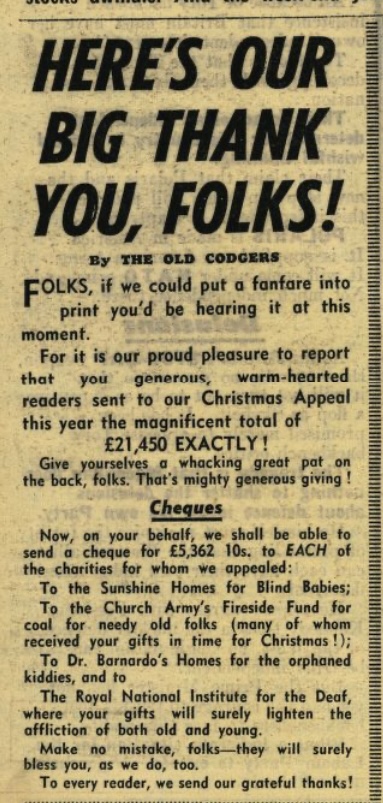 HERE'S OUR
BIG THANK
YOU, FOLKS!
By THE OLD CODGERS
FOLKS, if we could put a fanfare into
print you'd be hearing it at this
moment.
For it is our proud pleasure to report
that you generous, warm-hearted
readers sent to our Christmas Appeal
this year the magnificent total of
£21,450 EXACTLY!
Give yourselves a whacking great pat on
the back, folks. That's mighty generous giving!
Cheques
Now, on your behalf, we shall be able to
send a cheque for £5,362 10s. to EACH of
the charities for whom we appealed:
To the Sunshine Homes for Blind Babies;
To the Church Army's Fireside Fund for
coal for needy old folks (many of whom
received your gifts in time for Christmas!);
To Dr. Barnardo's Homes for the orphaned
kiddies, and to
The Royal National Institute for the Deaf,
where your gifts will surely lighten the
affliction of both old and young.
Make no mistake, folks—they will surely
bless you, as we do, too.
To every reader, we send our grateful thanks!